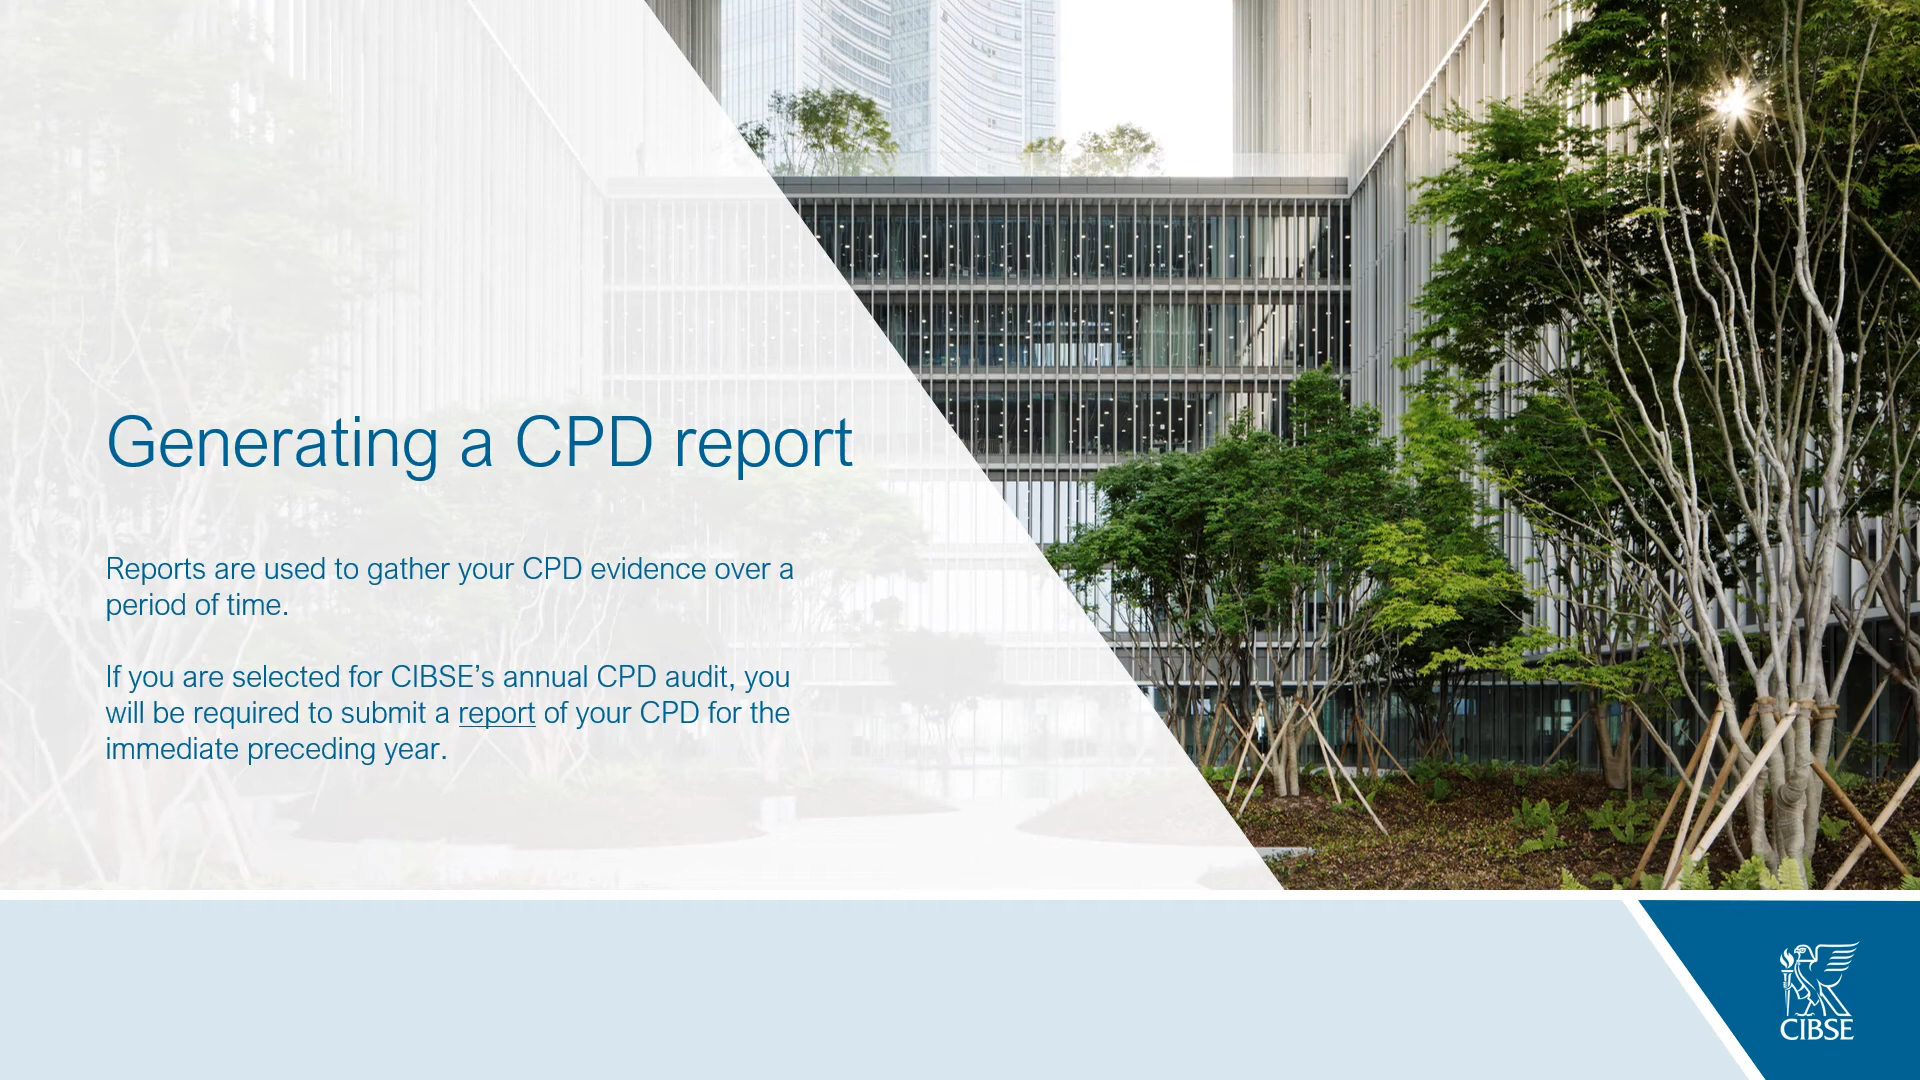 Generating a CPD report
Reports are used to gather your CPD evidence over a
period of time.
If you are selected for CIBSE’s annual CPD audit, you
will be required to submit a report of your CPD for the
immediate preceding year.
CIBSE